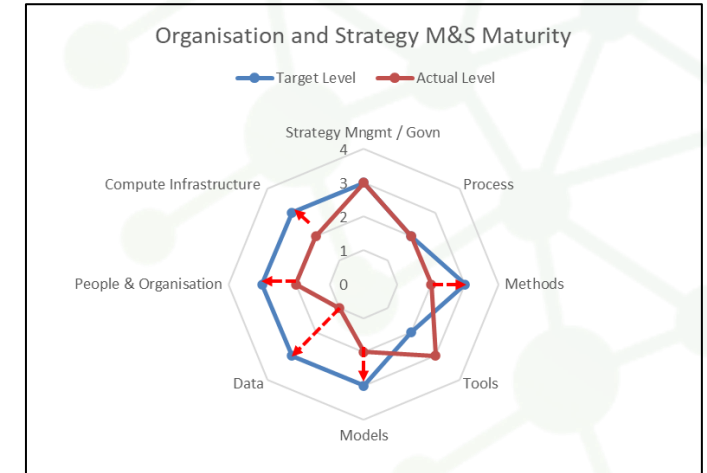 Organisation and Strategy M&S Maturity
Target Level
Actual Level
Strategy Mngmt / Govn
4
Compute Infrastructure
Process
3
2
1
People & Organisation
0
Methods
Data
Tools
Models